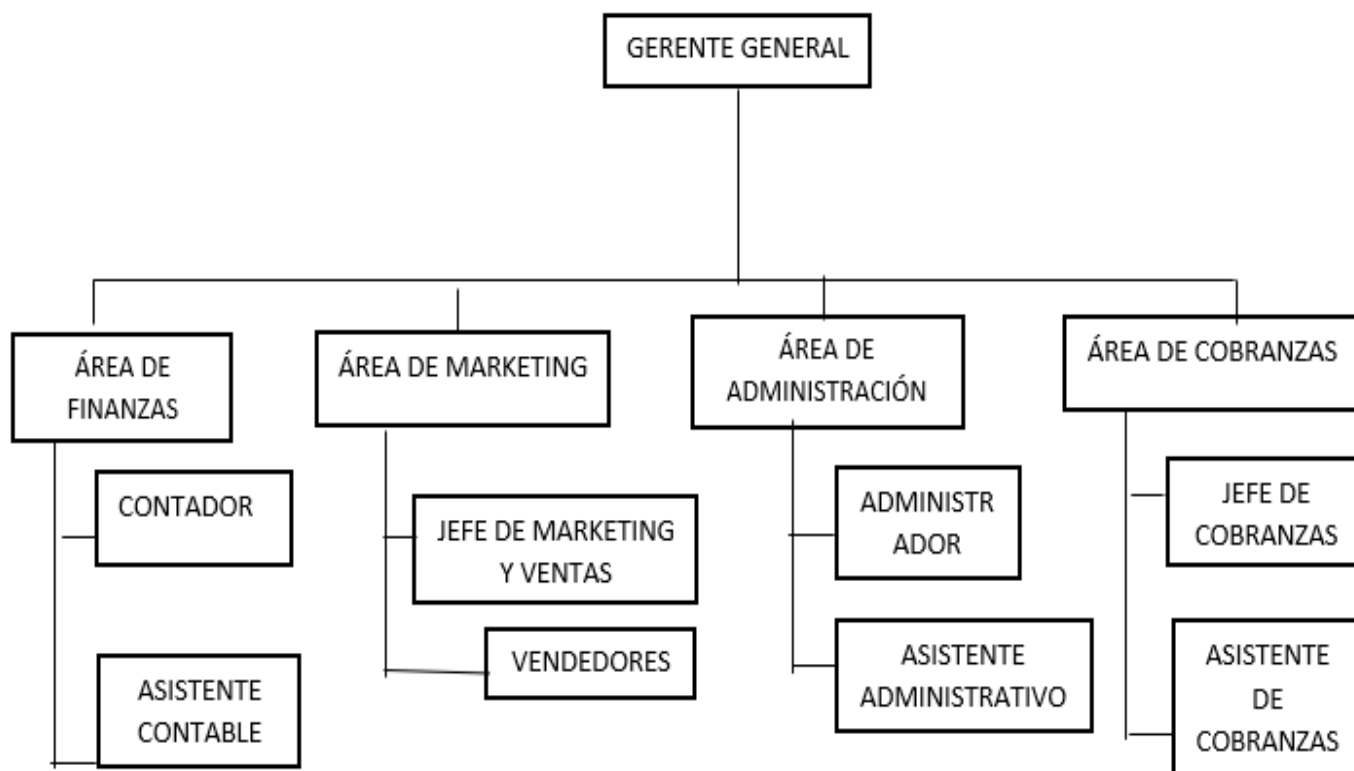 GERENTE GENERAL
ÁREA DE
FINANZAS
ÁREA DE MARKETING
ÁREA DE
ADMINISTRACIÓN
ÁREA DE COBRANZAS
CONTADOR
JEFE DE MARKETING
Y VENTAS
ADMINISTR
ADOR
JEFE DE
COBRANZAS
ASISTENTE
CONTABLE
VENDEDORES
ASISTENTE
ADMINISTRATIVO
ASISTENTE
DE
COBRANZAS